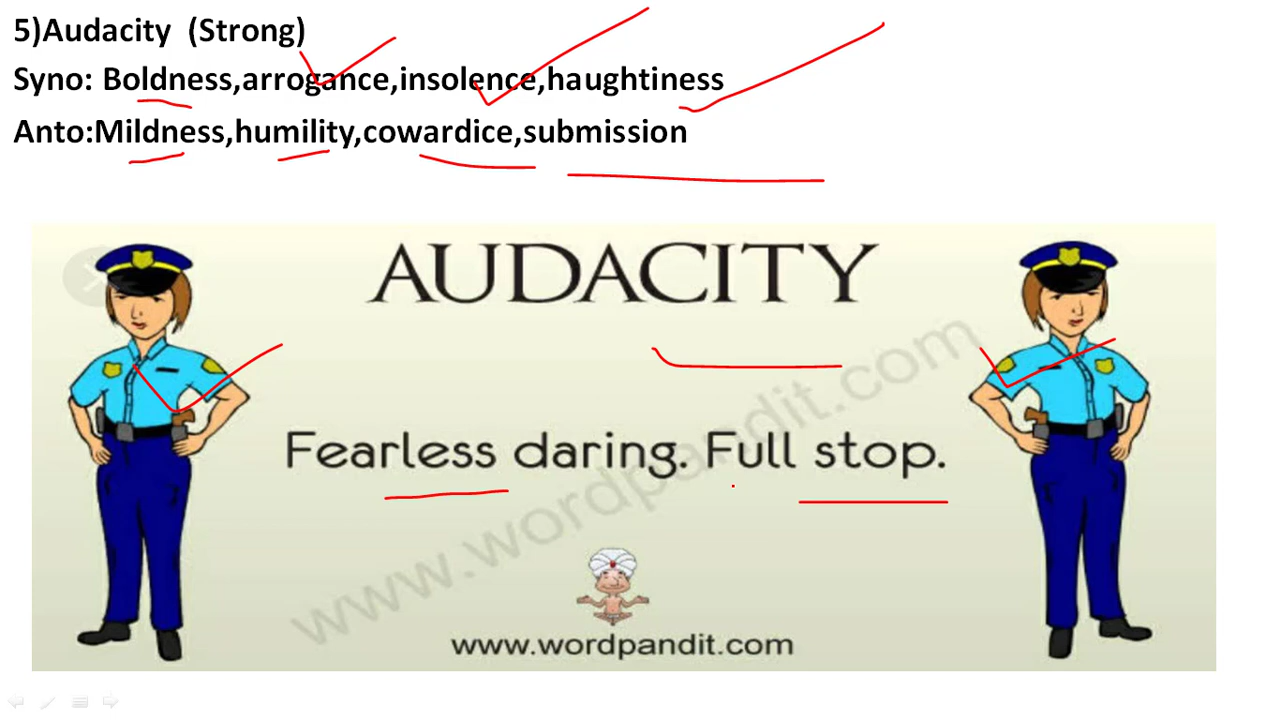 5)Audacity (Strong)
Syno: Boldness,arrogance,insolence,haughtiness
Anto:Mildness,humility,cowardice,submission
AUDACITY
Fearless daring. Full stop.
www.wordpandit.com
www.wordpandit.com